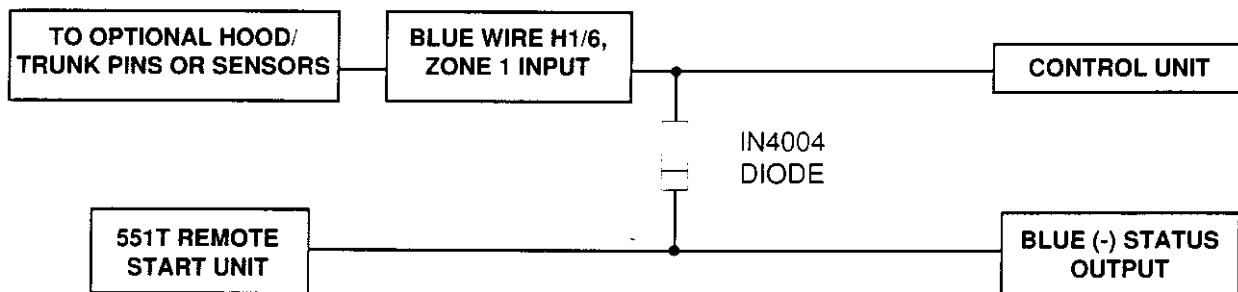 TO OPTIONAL HOOD/
TRUNK PINS OR SENSORS
BLUE WIRE H1/6,
ZONE 1 INPUT
CONTROL UNIT
IN4004
DIODE
551T REMOTE
START UNIT
BLUE (-) STATUS
OUTPUT